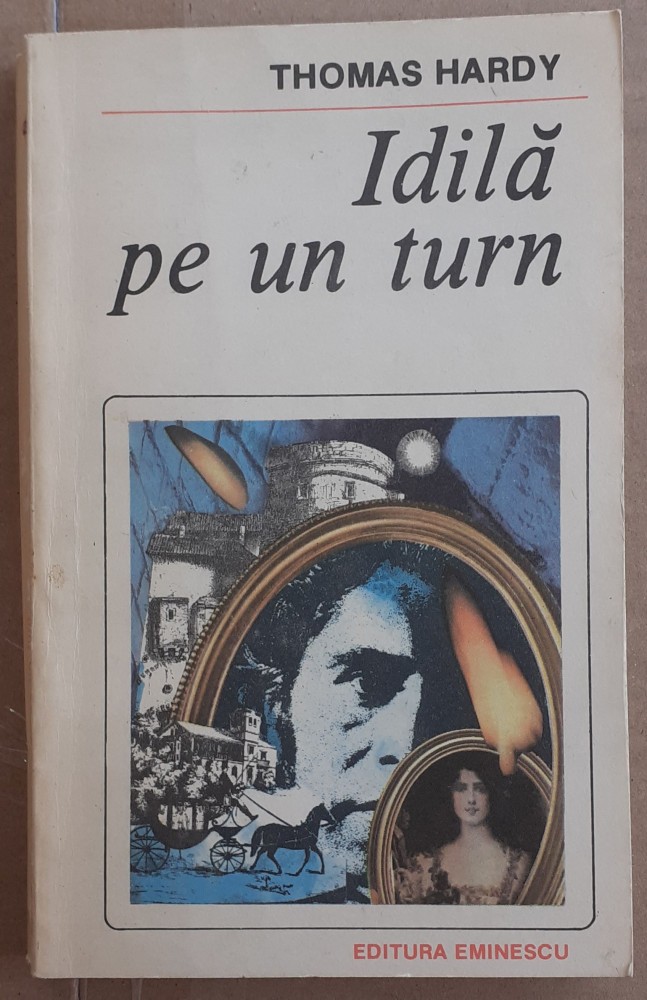 THOMAS HARDY
Idilă
pe un turn
EDITURA EMINESCU